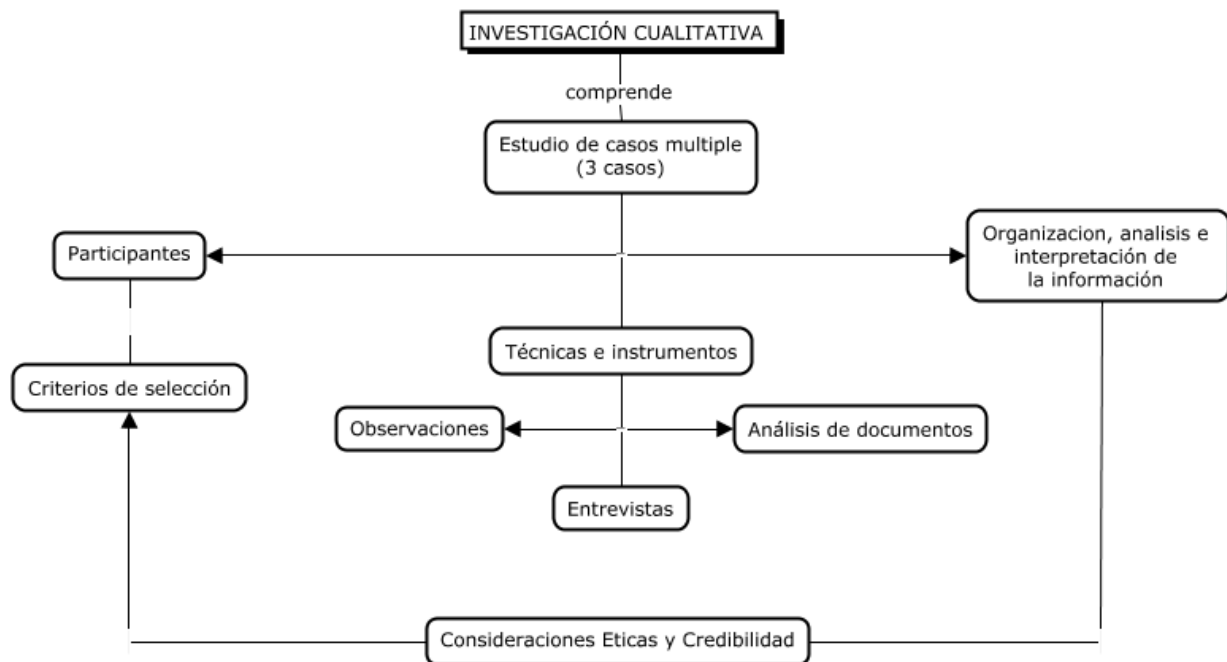 INVESTIGACIÓN CUALITATIVA
comprende
Estudio de casos multiple
(3 casos)
Participantes
Organizacion, analisis e
interpretación de
la información
Técnicas e instrumentos
Criterios de selección
Observaciones
Análisis de documentos
Entrevistas
Consideraciones Eticas y Credibilidad